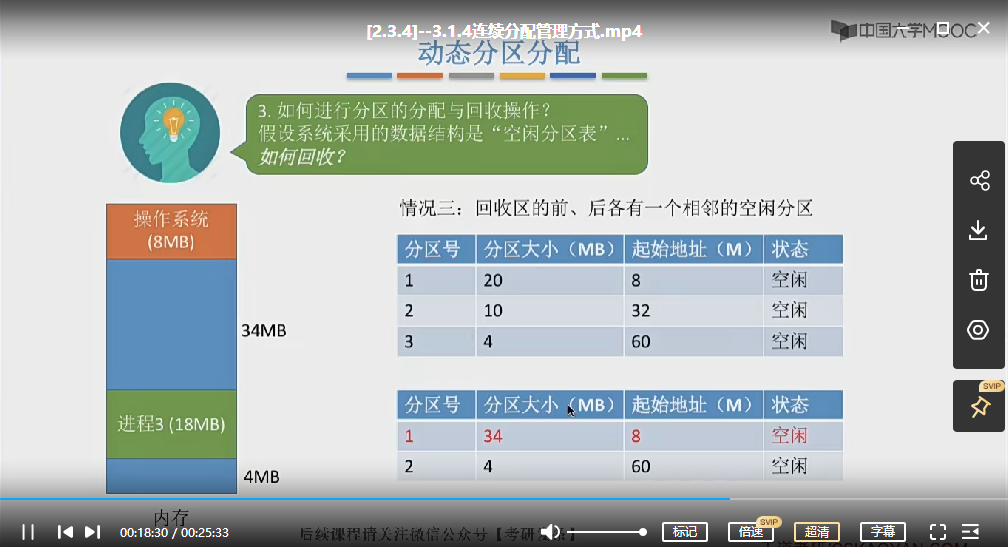 [2.3.4]--3.1.4连续分配管理方式.mp4
中国大学MOOC
动态分区分配
3. 如何进行分区的分配与回收操作？
假设系统采用的数据结构是“空闲分区表”…
如何回收？
操作系统
(8MB)
34MB
进程3 (18MB)
4MB
内存
情况三：回收区的前、后各有一个相邻的空闲分区
分区号 分区大小（MB） 起始地址（M） 状态
1 20 8 空闲
2 10 32 空闲
3 4 60 空闲
分区号 分区大小（MB） 起始地址（M） 状态
1 34 8 空闲
2 4 60 空闲
SVIP
后续课程请关注微信公众号【考研
00:18:30 / 00:25:33
标记
倍速
SVIP
超清
字幕